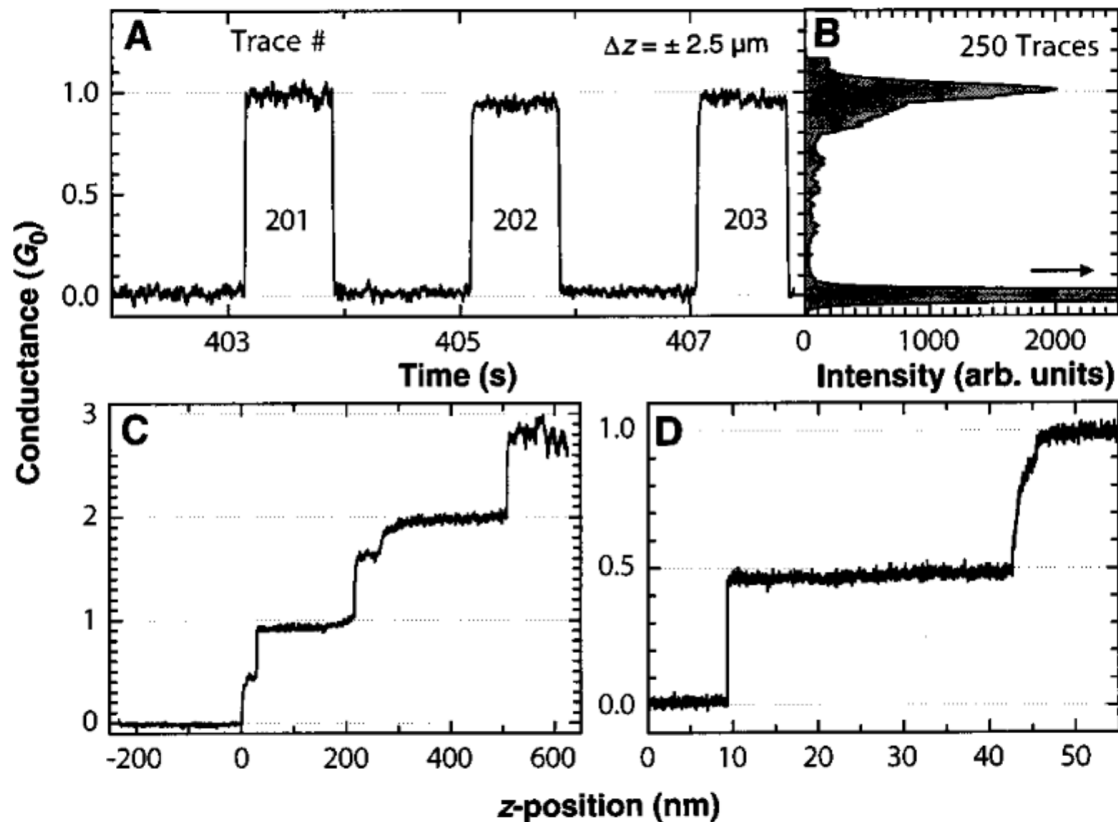 A Trace # Δz = ± 2.5 µm
B 250 Traces
1.0
0.5
0.0
201 202 203
403 405 407
Time (s)
0 1000 2000
Intensity (arb. units)
Conductance (G0)
C
3
2
1
0
-200 0 200 400 600
D
1.0
0.5
0.0
0 10 20 30 40 50
z-position (nm)